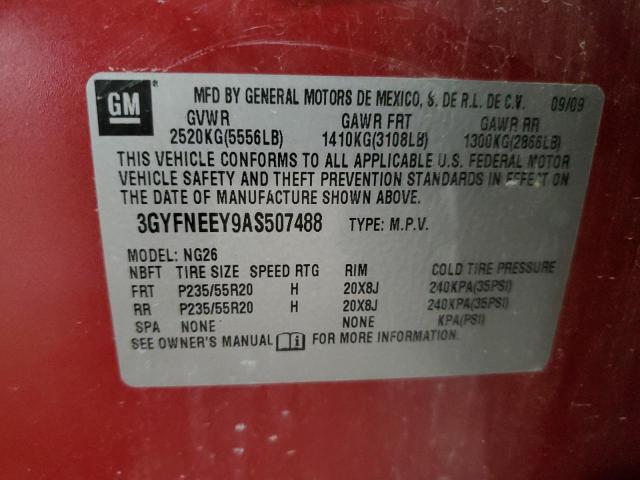 GM
®
MFD BY GENERAL MOTORS DE MEXICO, S. DE R.L. DE C.V. 09/09
GVWR GAWR FRT GAWR RR
2520KG(5556LB) 1410KG(3108LB) 1300KG(2866LB)
THIS VEHICLE CONFORMS TO ALL APPLICABLE U.S. FEDERAL MOTOR
VEHICLE SAFETY AND THEFT PREVENTION STANDARDS IN EFFECT ON
THE DATE OF MANUFACTURE SHOWN ABOVE.
3GYFNEEY9AS507488 TYPE: M.P.V.
MODEL: NG26
NBFT TIRE SIZE SPEED RTG RIM COLD TIRE PRESSURE
FRT P235/55R20 H 20X8J 240KPA(35PSI)
RR P235/55R20 H 20X8J 240KPA(35PSI)
SPA NONE NONE KPA(PSI)
SEE OWNER'S MANUAL i FOR MORE INFORMATION.